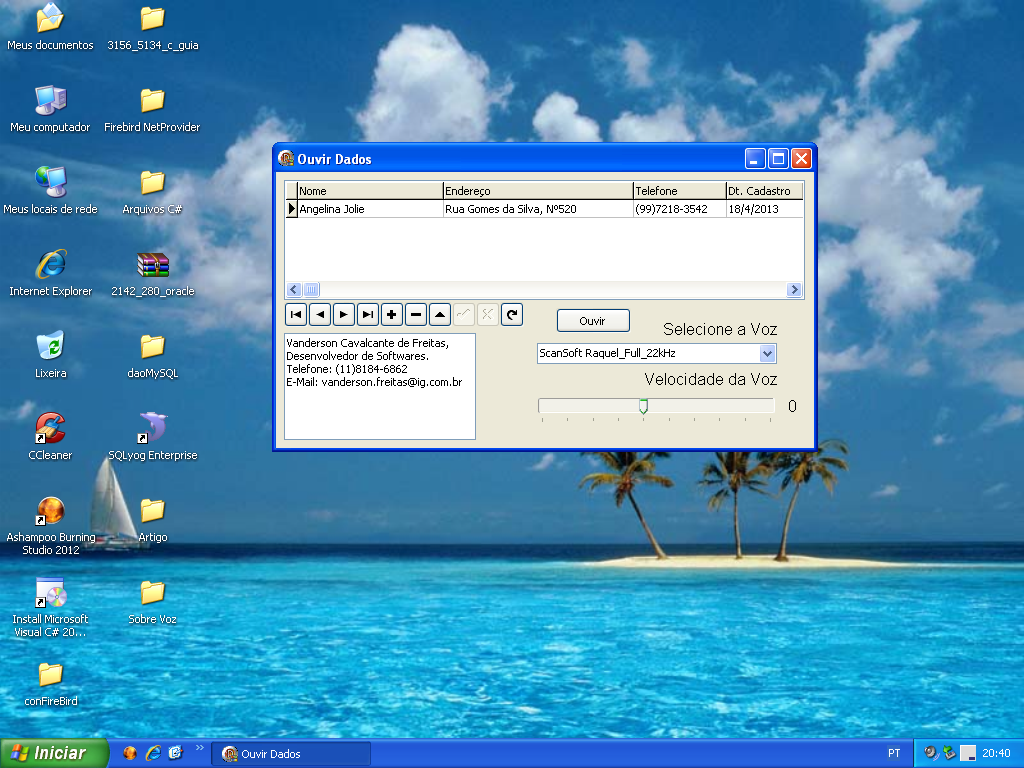 Meus documentos
3156_5134_c_guia
Meu computador
Firebird NetProvider
Meus locais de rede
Arquivos C#
Internet Explorer
2142_280_oracle
Lixeira
daoMySQL
CCleaner
SQLyog Enterprise
Ashampoo Burning
Studio 2012
Artigo
Install Microsoft
Visual C# 20...
Sobre Voz
conFireBird
Ouvir Dados
Nome Endereço Telefone Dt. Cadastro
Angelina Jolie Rua Gomes da Silva, Nº520 (99)7218-3542 18/4/2013
Ouvir
Selecione a Voz
Vanderson Cavalcante de Freitas,
Desenvolvedor de Softwares.
Telefone: (11)8184-6862
E-Mail: vanderson.freitas@ig.com.br
ScanSoft Raquel_Full_22kHz
Velocidade da Voz
0
Iniciar
Ouvir Dados
PT
20:40